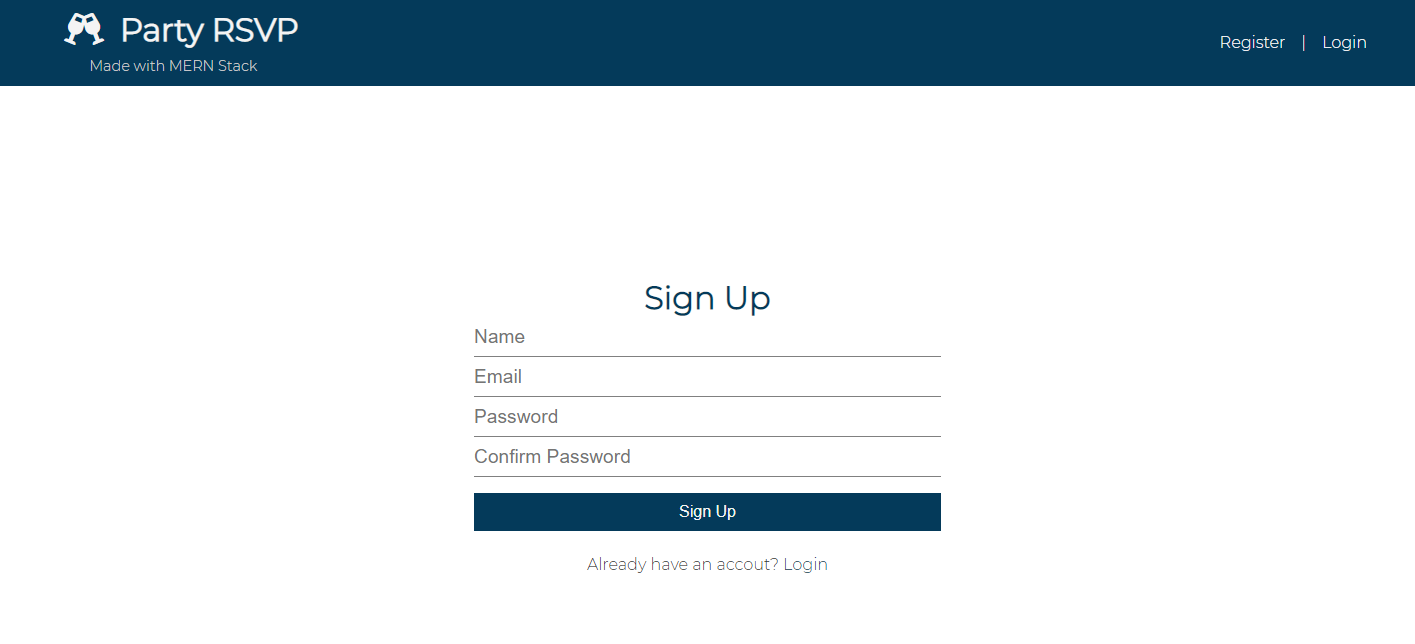 Party RSVP
Made with MERN Stack
Register | Login
Sign Up
Name
Email
Password
Confirm Password
Sign Up
Already have an accout? Login